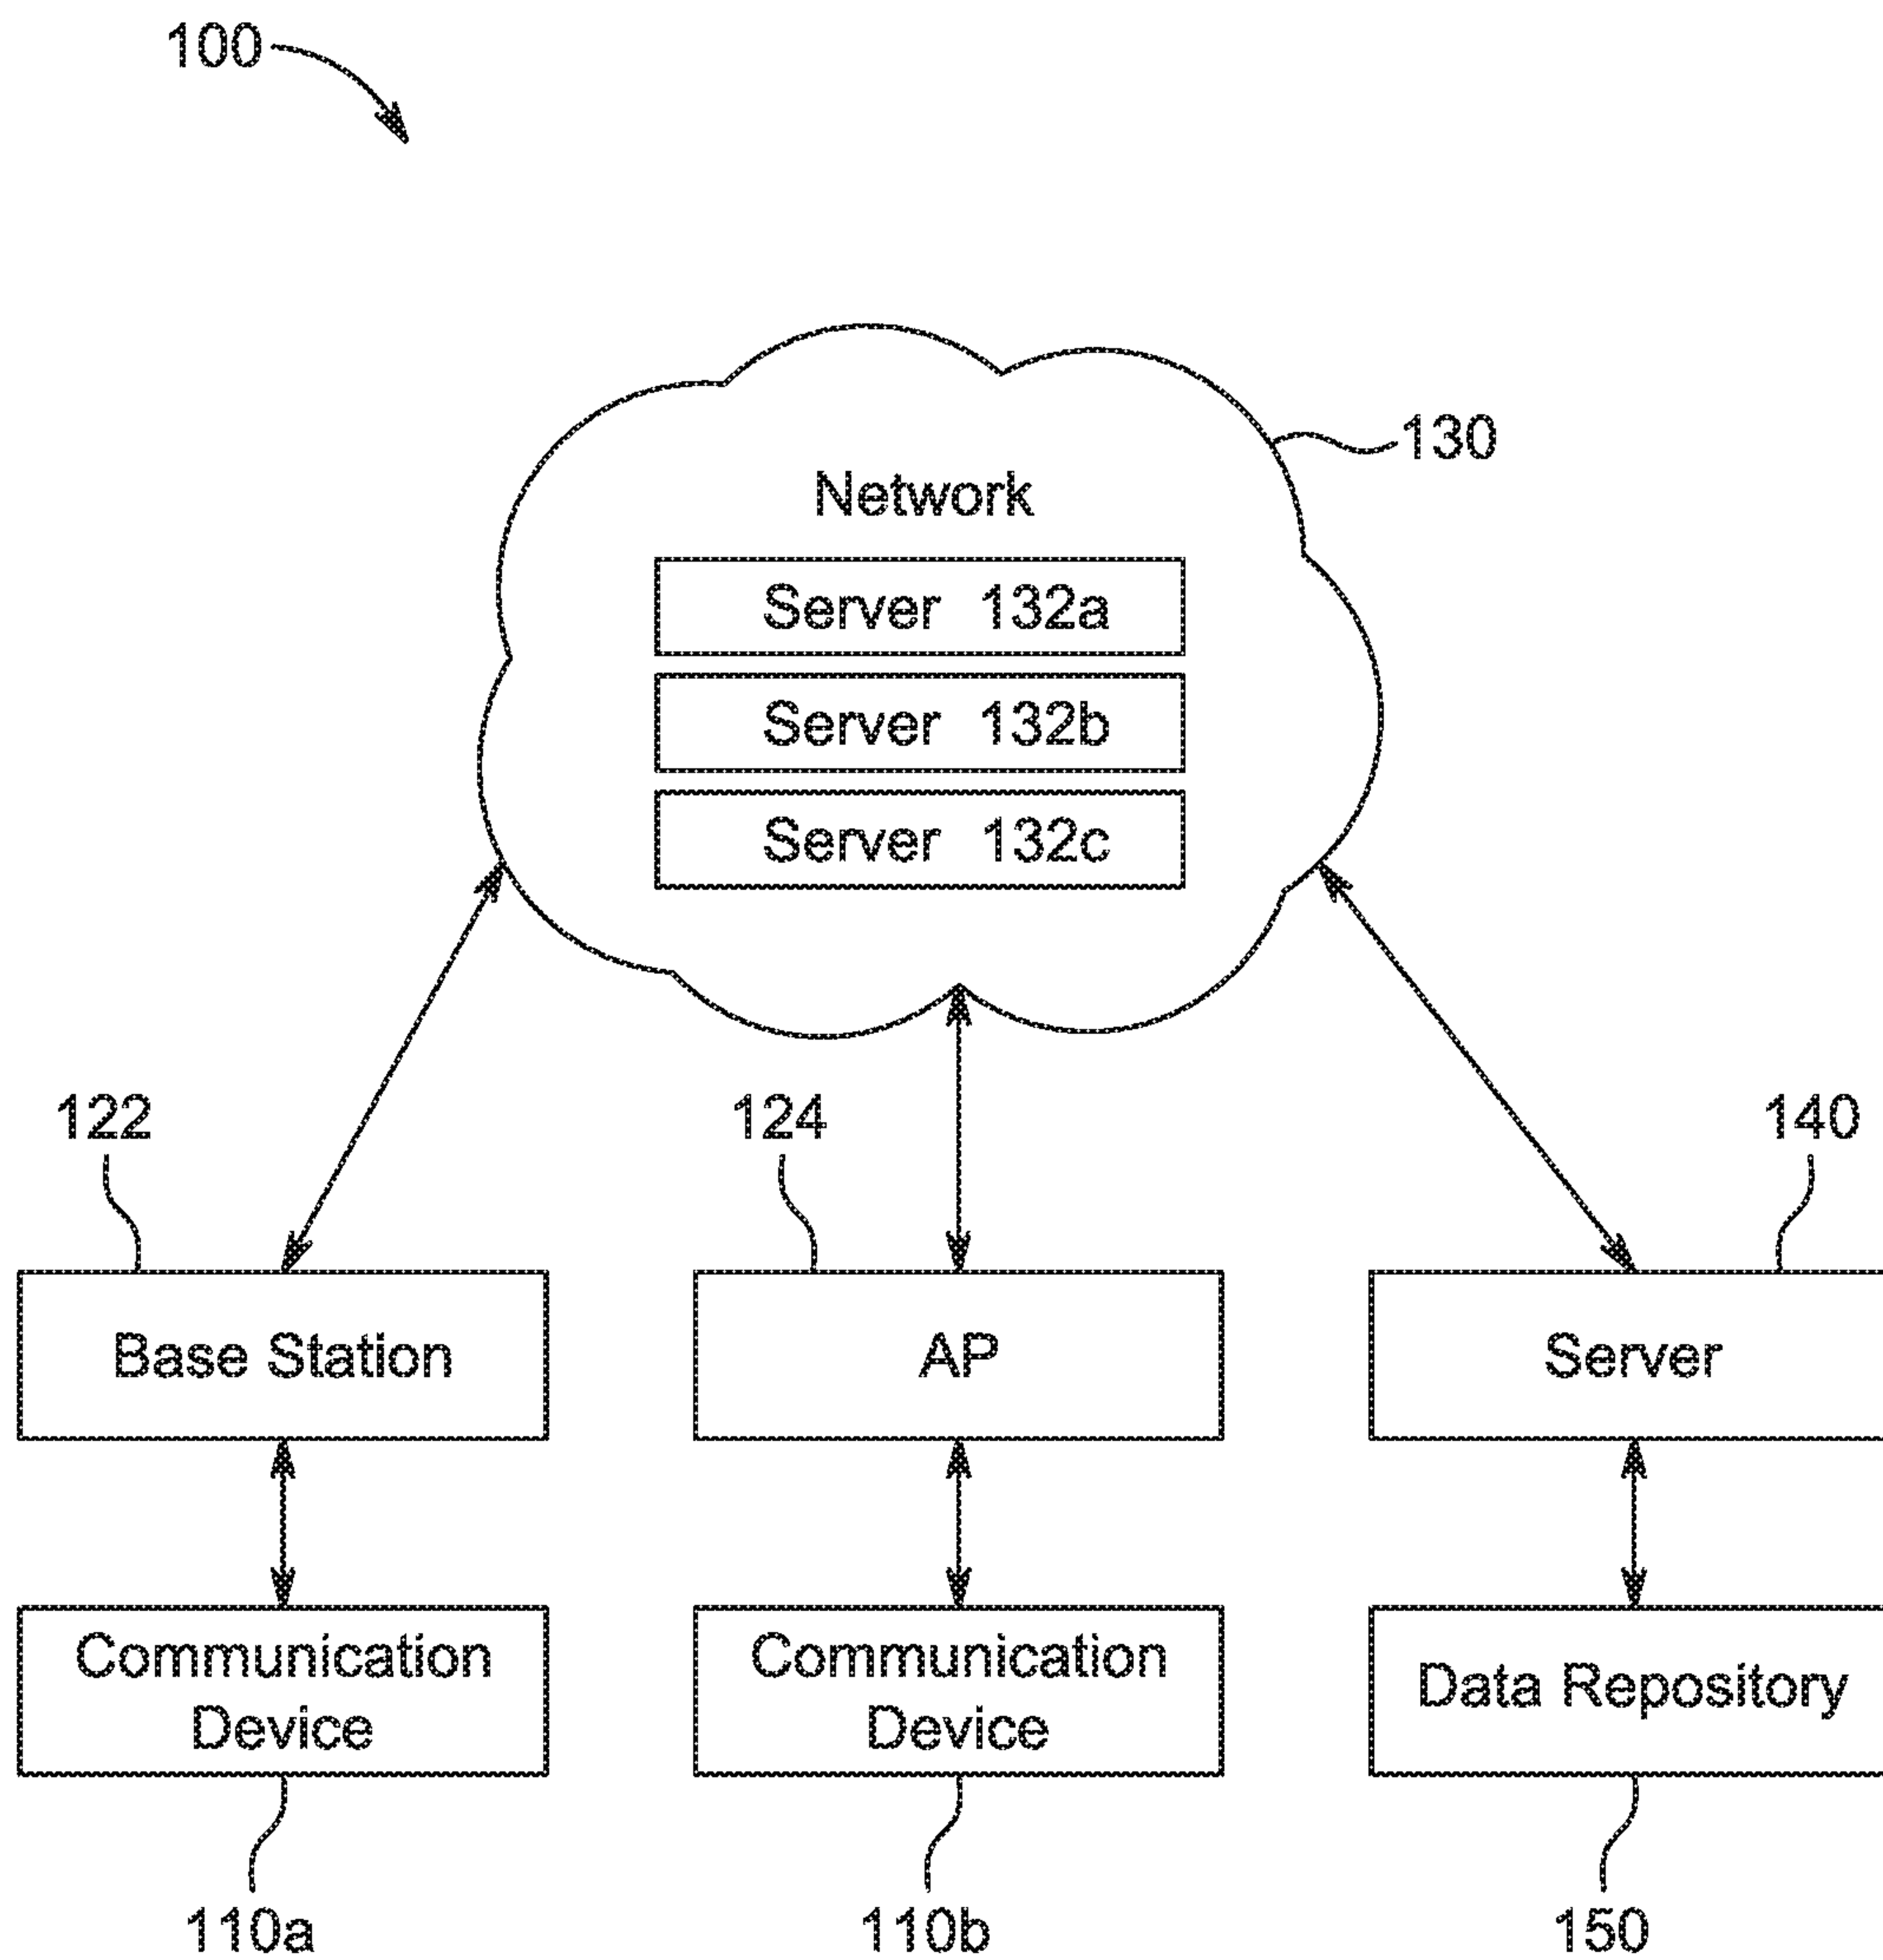 100
130
Network
Server 132a
Server 132b
Server 132c
122
124
140
Base Station
AP
Server
Communication
Device
Communication
Device
Data Repository
110a
110b
150